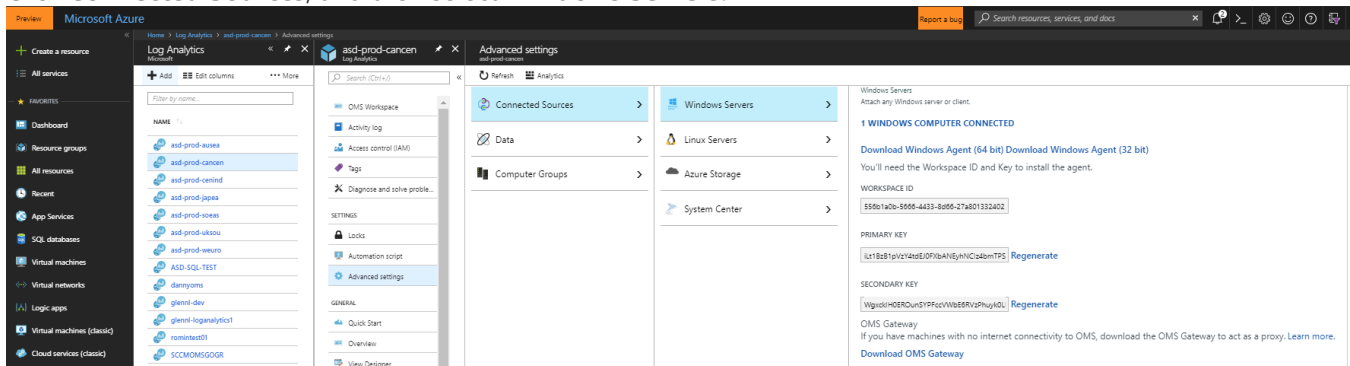 Preview
Microsoft Azure
Report a bug
Search resources, services, and docs
2
Home > Log Analytics > asd-prod-cancen > Advanced settings
Create a resource
All services
FAVORITES
Dashboard
Resource groups
All resources
Recent
App Services
SQL databases
Virtual machines
Virtual networks
Logic apps
Virtual machines (classic)
Cloud services (classic)
Log Analytics
Microsoft
Add
Edit columns
More
Filter by name...
NAME
asd-prod-ausea
asd-prod-cancen
asd-prod-cenind
asd-prod-japea
asd-prod-soeas
asd-prod-uksou
asd-prod-weuro
ASD-SQL-TEST
dannyoms
glennl-dev
glennl-loganalytics1
romintest01
SCCMOMSGOGR
asd-prod-cancen
Log Analytics
Search (Ctrl+/)
OMS Workspace
Activity log
Access control (IAM)
Tags
Diagnose and solve proble...
SETTINGS
Locks
Automation script
Advanced settings
GENERAL
Quick Start
Overview
View Designer
Advanced settings
asd-prod-cancen
Refresh
Analytics
Connected Sources
Data
Computer Groups
Windows Servers
Linux Servers
Azure Storage
System Center
Windows Servers
Attach any Windows server or client.
1 WINDOWS COMPUTER CONNECTED
Download Windows Agent (64 bit) Download Windows Agent (32 bit)
You'll need the Workspace ID and Key to install the agent.
WORKSPACE ID
556b1a0b-5666-4433-8d66-27a801332402
PRIMARY KEY
Regenerate
SECONDARY KEY
Regenerate
OMS Gateway
If you have machines with no internet connectivity to OMS, download the OMS Gateway to act as a proxy. Learn more.
Download OMS Gateway